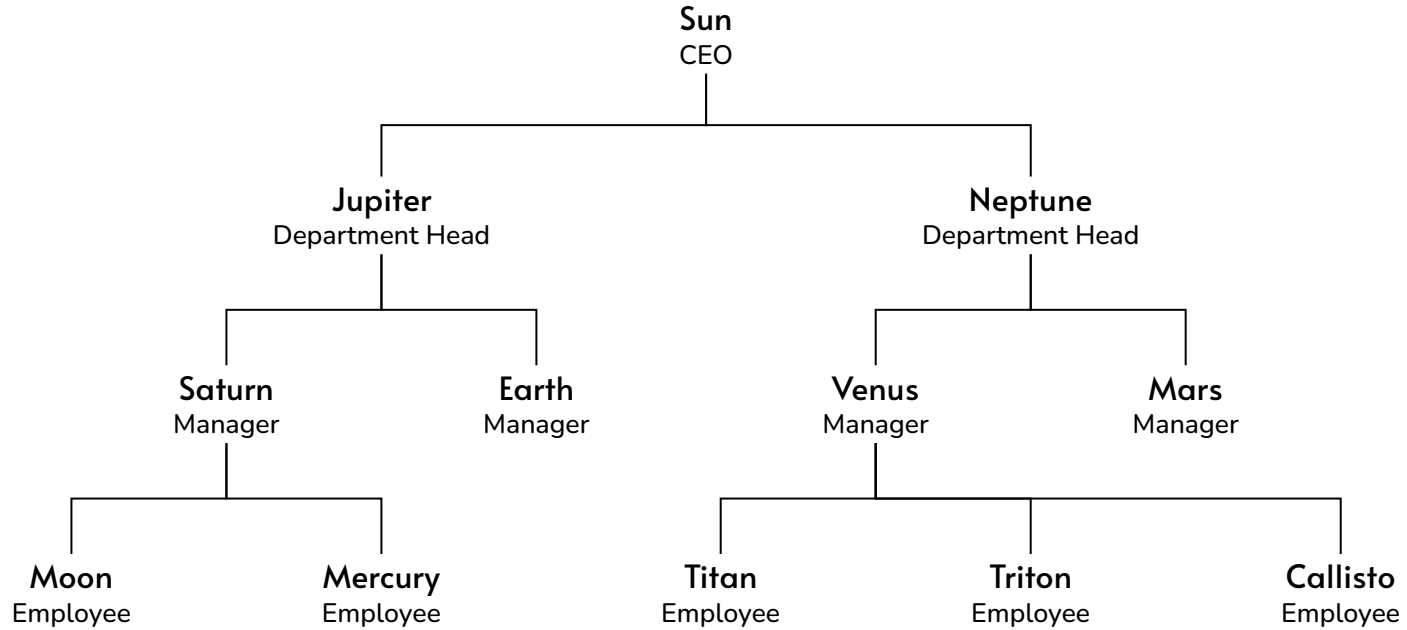 Sun
CEO
Jupiter
Department Head
Neptune
Department Head
Saturn
Manager
Earth
Manager
Venus
Manager
Mars
Manager
Moon
Employee
Mercury
Employee
Titan
Employee
Triton
Employee
Callisto
Employee